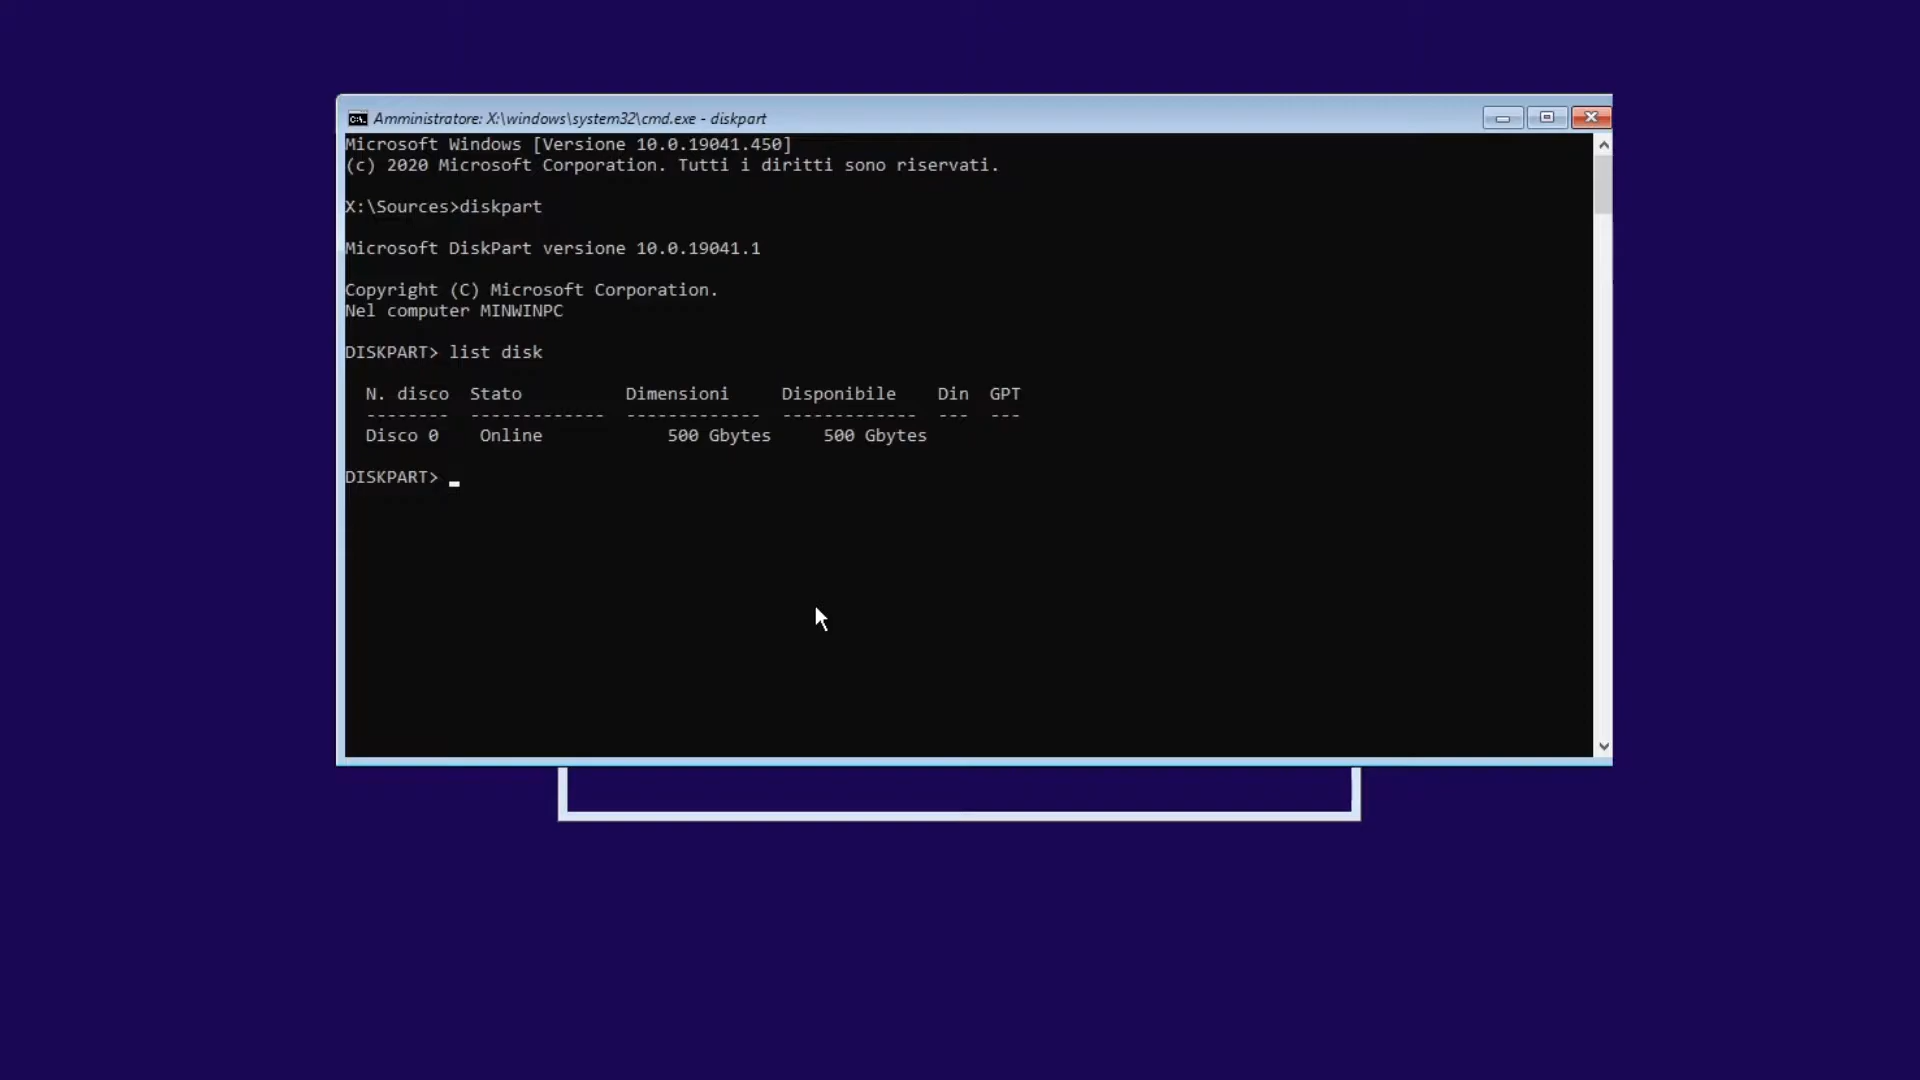 Amministratore: X:\windows\system32\cmd.exe - diskpart
Microsoft Windows [Versione 10.0.19041.450]
(c) 2020 Microsoft Corporation. Tutti i diritti sono riservati.
X:\Sources>diskpart
Microsoft DiskPart versione 10.0.19041.1
Copyright (C) Microsoft Corporation.
Nel computer MINWINPC
DISKPART> list disk
N. disco  Stato          Dimensioni     Disponibile    Din  GPT
--------  -------------  -------------  -------------  ---  ---
Disco 0    Online            500 Gbytes     500 Gbytes
DISKPART> _